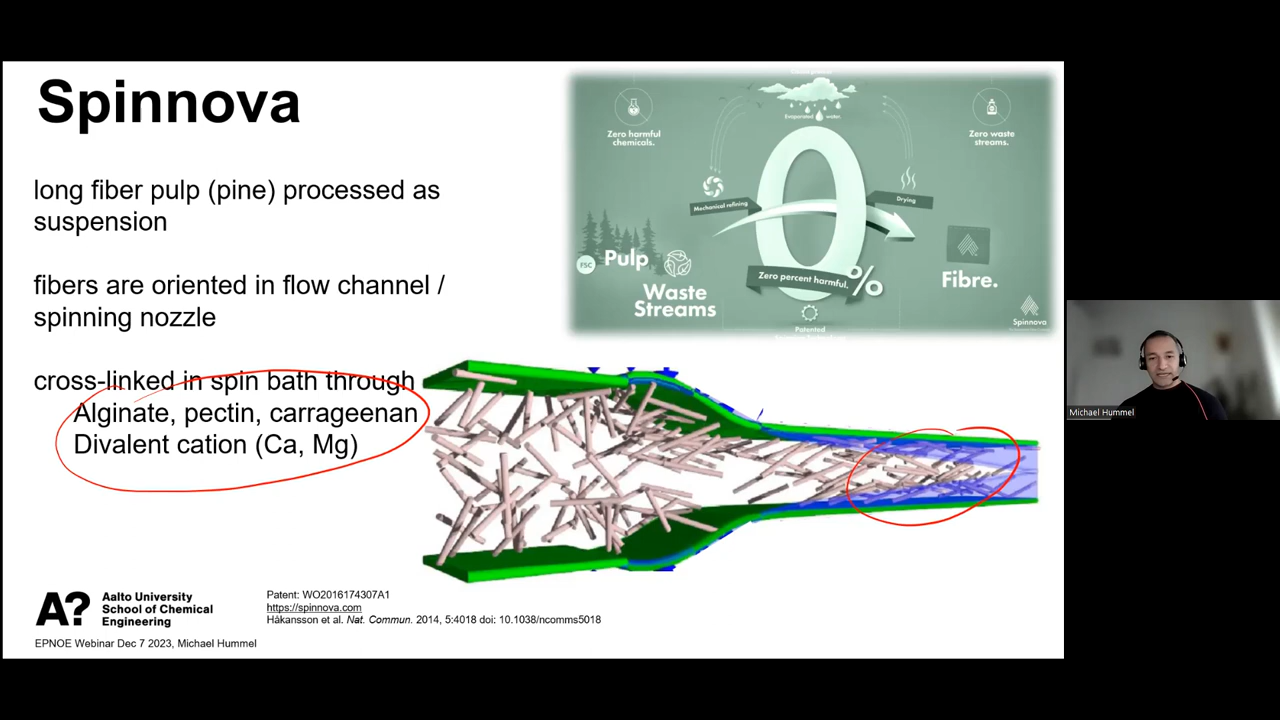 Spinnova
long fiber pulp (pine) processed as
suspension
fibers are oriented in flow channel /
spinning nozzle
cross-linked in spin bath through
Alginate, pectin, carrageenan
Divalent cation (Ca, Mg)
Evaporated water.
Zero harmful
chemicals.
Zero waste
streams.
Mechanical refining
Drying
FSC
Pulp
Waste
Streams
0%
Zero percent harmful.
Fibre.
Spinnova
Patented
A?
Aalto University
School of Chemical
Engineering
Patent: WO2016174307A1
https://spinnova.com
Håkansson et al. Nat. Commun. 2014, 5:4018 doi: 10.1038/ncomms5018
EPNOE Webinar Dec 7 2023, Michael Hummel
Michael Hummel